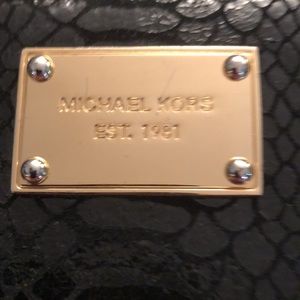 MICHAEL KORS
EST. 1981